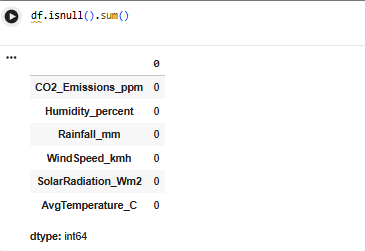 df.isnull().sum()
...
0
CO2_Emissions_ppm 0
Humidity_percent 0
Rainfall_mm 0
WindSpeed_kmh 0
SolarRadiation_Wm2 0
AvgTemperature_C 0
dtype: int64